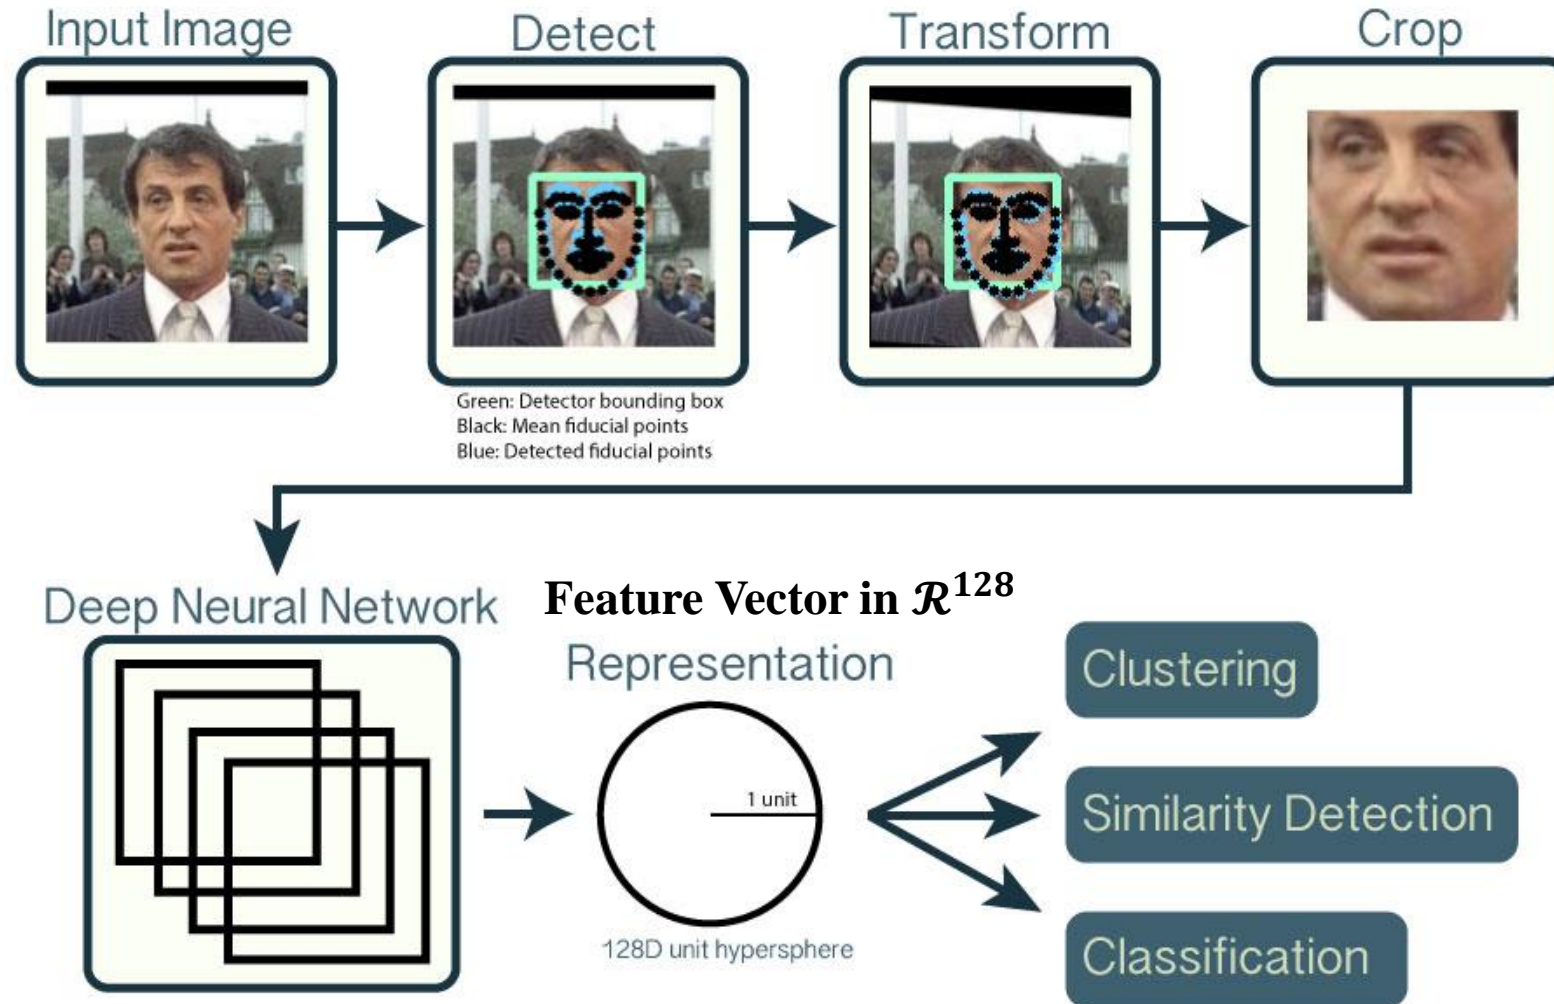 Input Image
Detect
Transform
Crop
Green: Detector bounding box
Black: Mean fiducial points
Blue: Detected fiducial points
Deep Neural Network
Feature Vector in ℛ¹²⁸
Representation
1 unit
128D unit hypersphere
Clustering
Similarity Detection
Classification